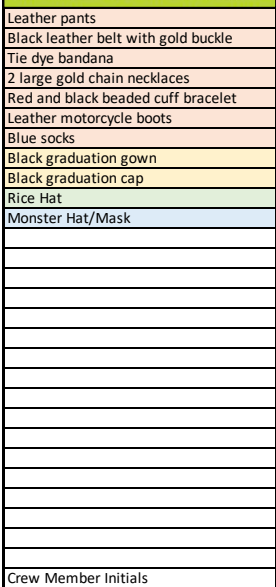 Leather pants
Black leather belt with gold buckle
Tie dye bandana
2 large gold chain necklaces
Red and black beaded cuff bracelet
Leather motorcycle boots
Blue socks
Black graduation gown
Black graduation cap
Rice Hat
Monster Hat/Mask
Crew Member Initials